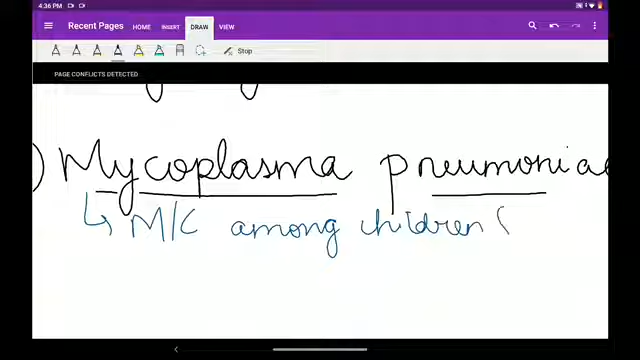 4:36 PM
Recent Pages HOME INSERT DRAW VIEW
Stop
PAGE CONFLICTS DETECTED
) Mycoplasma pneumoniae
↳ M/C among children (